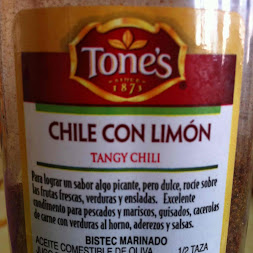 TONE'S
SINCE
1873
CHILE CON LIMÓN
TANGY CHILI
Para lograr un sabor algo picante, pero dulce, rocíe sobre
las frutas frescas, verduras y ensladas. Excelente
condimento para pescados y mariscos, guisados, cacerolas
de carne con verduras al horno, aderezos y salsas.
BISTEC MARINADO
ACEITE COMESTIBLE DE OLIVA 1/2 TAZA